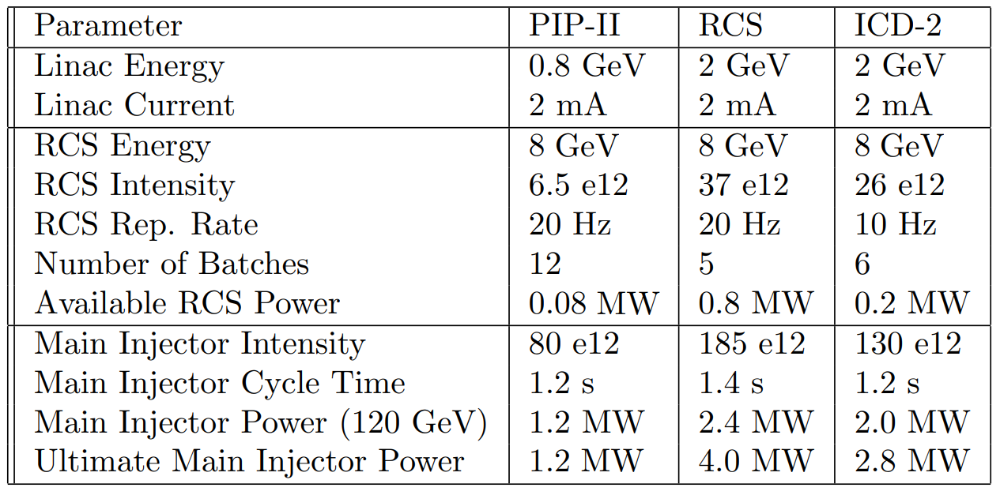 Parameter PIP-II RCS ICD-2
Linac Energy 0.8 GeV 2 GeV 2 GeV
Linac Current 2 mA 2 mA 2 mA
RCS Energy 8 GeV 8 GeV 8 GeV
RCS Intensity 6.5 e12 37 e12 26 e12
RCS Rep. Rate 20 Hz 20 Hz 10 Hz
Number of Batches 12 5 6
Available RCS Power 0.08 MW 0.8 MW 0.2 MW
Main Injector Intensity 80 e12 185 e12 130 e12
Main Injector Cycle Time 1.2 s 1.4 s 1.2 s
Main Injector Power (120 GeV) 1.2 MW 2.4 MW 2.0 MW
Ultimate Main Injector Power 1.2 MW 4.0 MW 2.8 MW